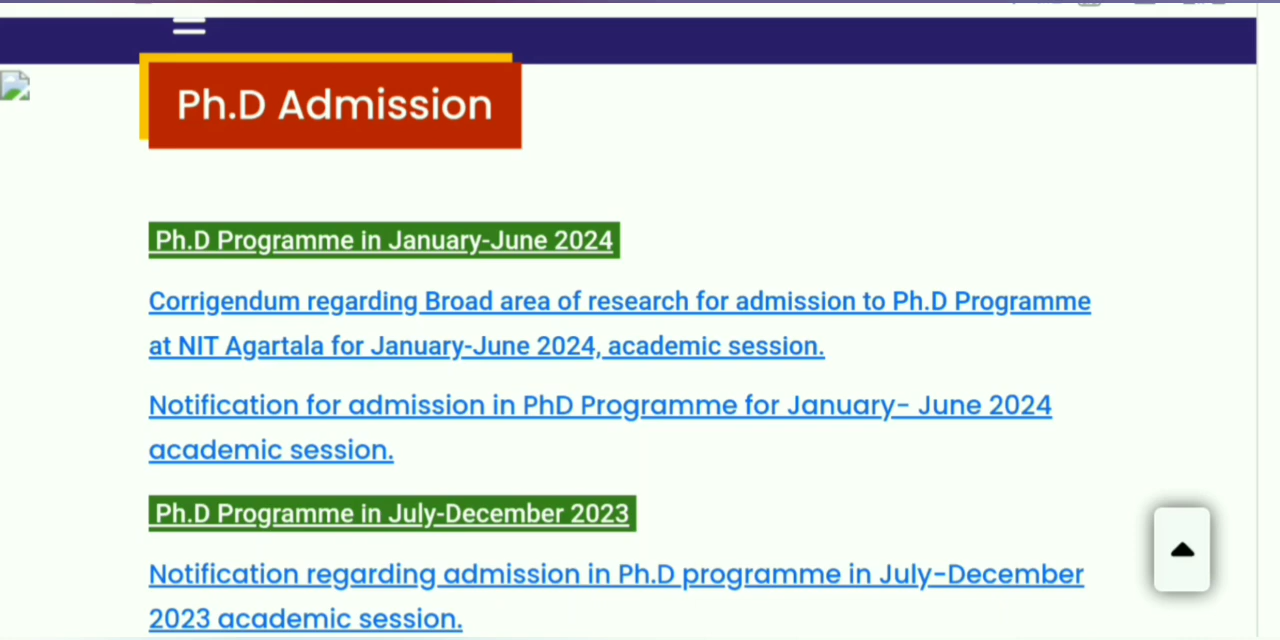 Ph.D Admission
Ph.D Programme in January-June 2024
Corrigendum regarding Broad area of research for admission to Ph.D Programme
at NIT Agartala for January-June 2024, academic session.
Notification for admission in PhD Programme for January- June 2024
academic session.
Ph.D Programme in July-December 2023
Notification regarding admission in Ph.D programme in July-December
2023 academic session.